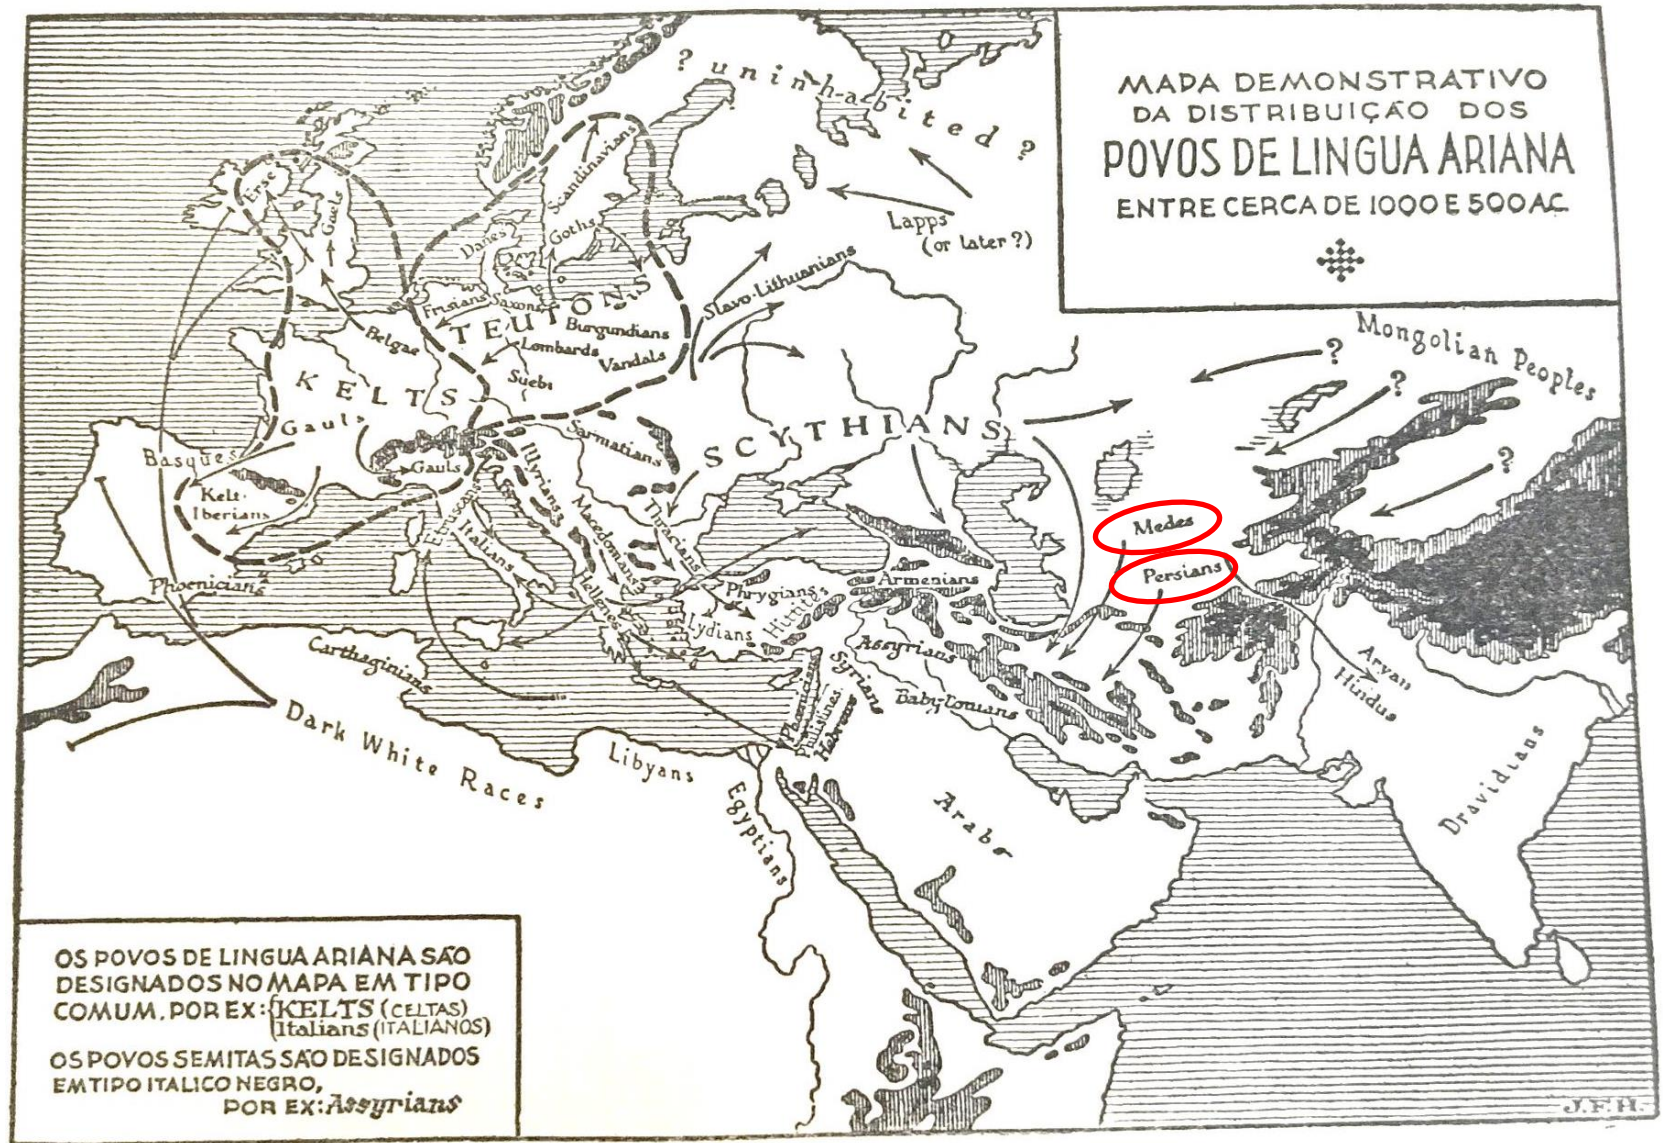 MAPA DEMONSTRATIVO
DA DISTRIBUIÇÃO DOS
POVOS DE LINGUA ARIANA
ENTRE CERCA DE 1000 E 500 AC
? uninhabited ?
Lapps
(or later?)
Erse
Gaels
Scandinavians
Danes
Goths
Frisians
Saxons
TEUTONS
Burgundians
Lombards
Vandals
Suebi
Slavo-Lithuanians
Belgae
KELTS
Gauls
Mongolian Peoples
?
?
?
SCYTHIANS
Sarmatians
Basques
Gauls
Kelt-
Iberians
Illyrians
Etruscans
Italians
Macedonians
Thracians
Hellenes
Medes
Persians
Phoenicians
Phrygians
Armenians
Hittites
Lydians
Assyrians
Syrians
Carthaginians
Babylonians
Aryan
Hindus
Phoenicians
Philistines
Hebrews
Dark White Races
Libyans
Egyptians
Arabs
Dravidians
OS POVOS DE LINGUA ARIANA SÃO
DESIGNADOS NO MAPA EM TIPO
COMUM. POR EX: KELTS (CELTAS)
Italians (ITALIANOS)
OS POVOS SEMITAS SÃO DESIGNADOS
EM TIPO ITALICO NEGRO,
POR EX: Assyrians
J.F.H.